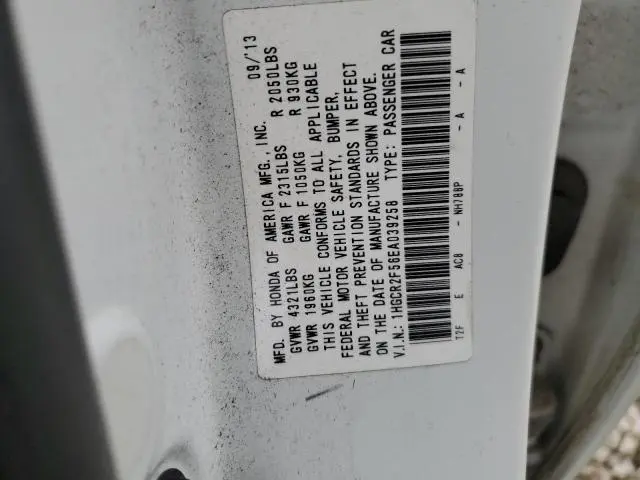 MFD. BY HONDA OF AMERICA MFG., INC. 09/'13
GVWR 4321LBS GAWR F 2315LBS R 2050LBS
GVWR 1960KG GAWR F 1050KG R 930KG
THIS VEHICLE CONFORMS TO ALL APPLICABLE
FEDERAL MOTOR VEHICLE SAFETY, BUMPER,
AND THEFT PREVENTION STANDARDS IN EFFECT
ON THE DATE OF MANUFACTURE SHOWN ABOVE.
V.I.N.: 1HGCR2F56EA039258 TYPE: PASSENGER CAR
T2F E AC8 - NH788P - A - A